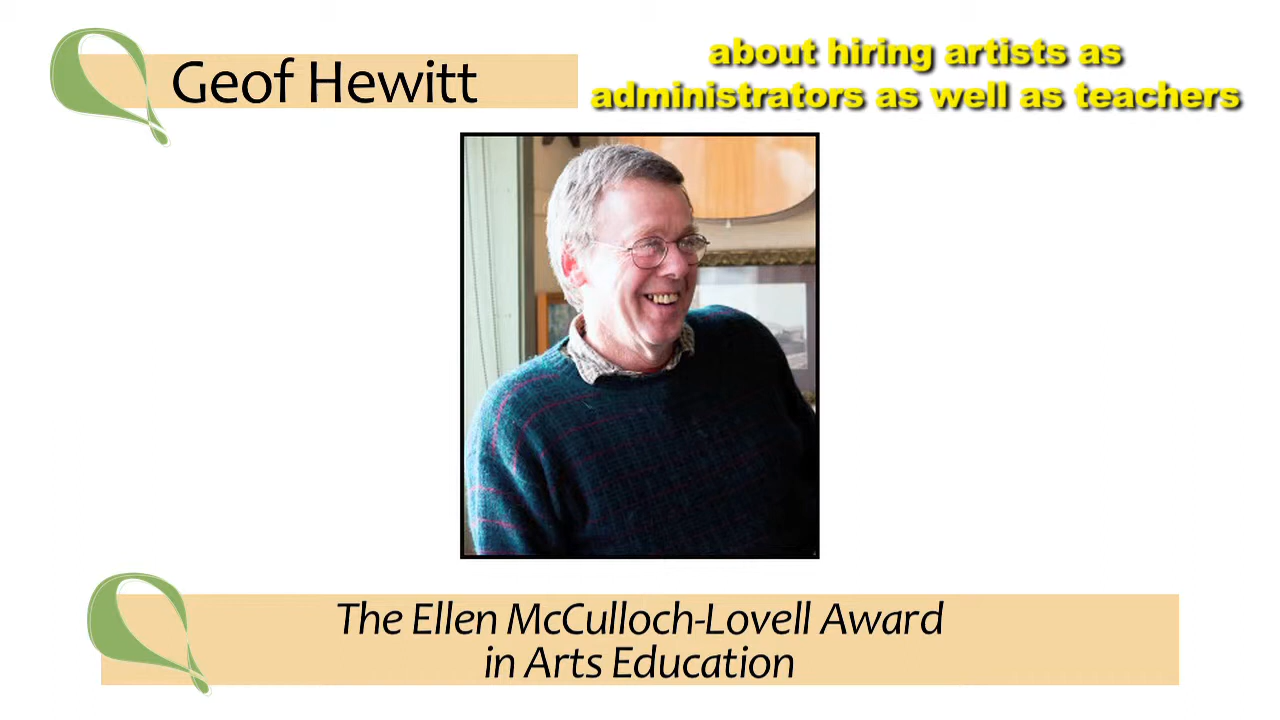 Geof Hewitt
about hiring artists as
administrators as well as teachers
The Ellen McCulloch-Lovell Award
in Arts Education